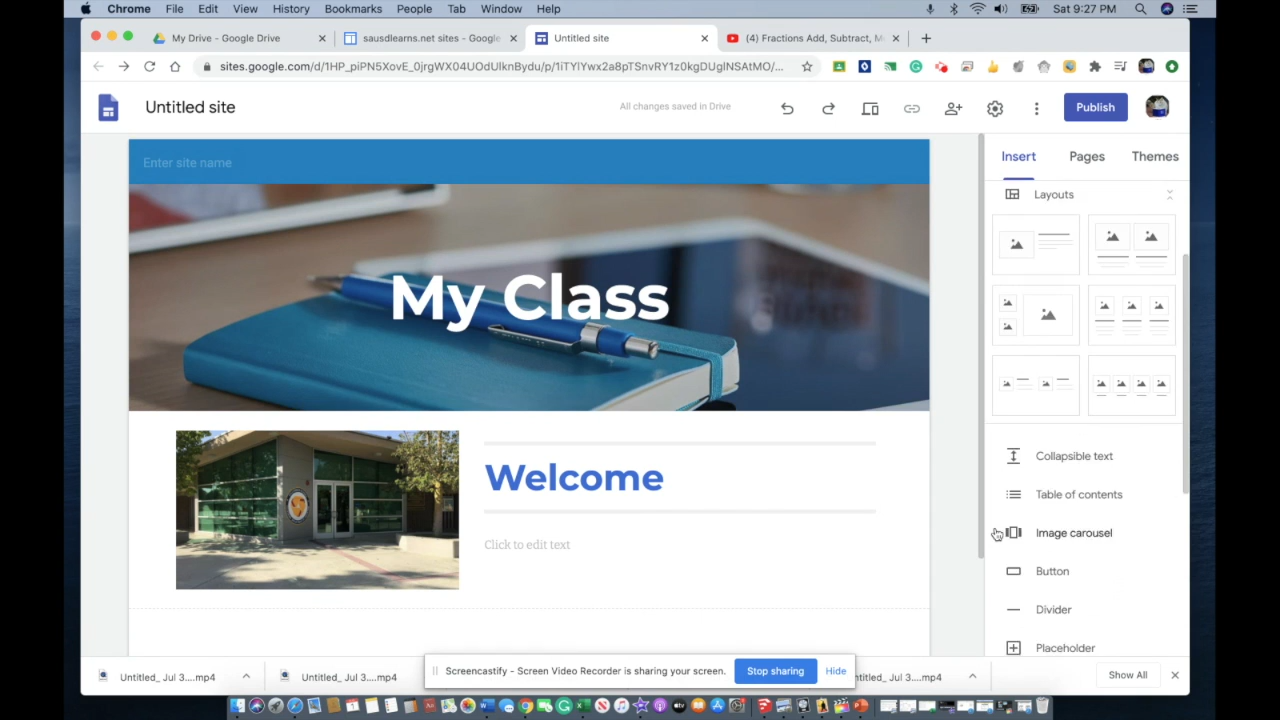 Chrome File Edit View History Bookmarks People Tab Window Help Sat 9:27 PM
My Drive - Google Drive sausdlearns.net sites - Google Untitled site (4) Fractions Add, Subtract, M
sites.google.com/d/1HP_piPN5XovE_0jrgWX04UOdUlknBydu/p/1iTYlYwx2a8pTSnvRY1z0kgDUglNSAtMO/...
Untitled site All changes saved in Drive Publish
Enter site name
Insert Pages Themes
Layouts
My Class
Welcome
Click to edit text
Collapsible text
Table of contents
Image carousel
Button
Divider
Placeholder
Screencastify - Screen Video Recorder is sharing your screen. Stop sharing Hide
Untitled_ Jul 3....mp4 Untitled_ Jul 3....mp4 ntitled_ Jul 3....mp4 Show All